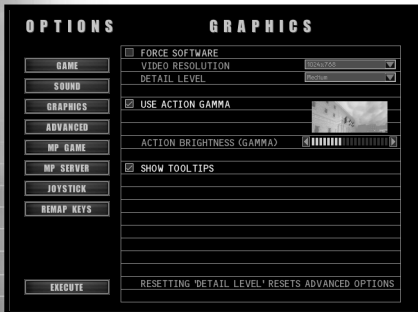 OPTIONS
GRAPHICS
GAME
SOUND
GRAPHICS
ADVANCED
MP GAME
MP SERVER
JOYSTICK
REMAP KEYS
EXECUTE
FORCE SOFTWARE
VIDEO RESOLUTION 1024x768
DETAIL LEVEL Medium
USE ACTION GAMMA
ACTION BRIGHTNESS (GAMMA)
SHOW TOOLTIPS
RESETTING 'DETAIL LEVEL' RESETS ADVANCED OPTIONS